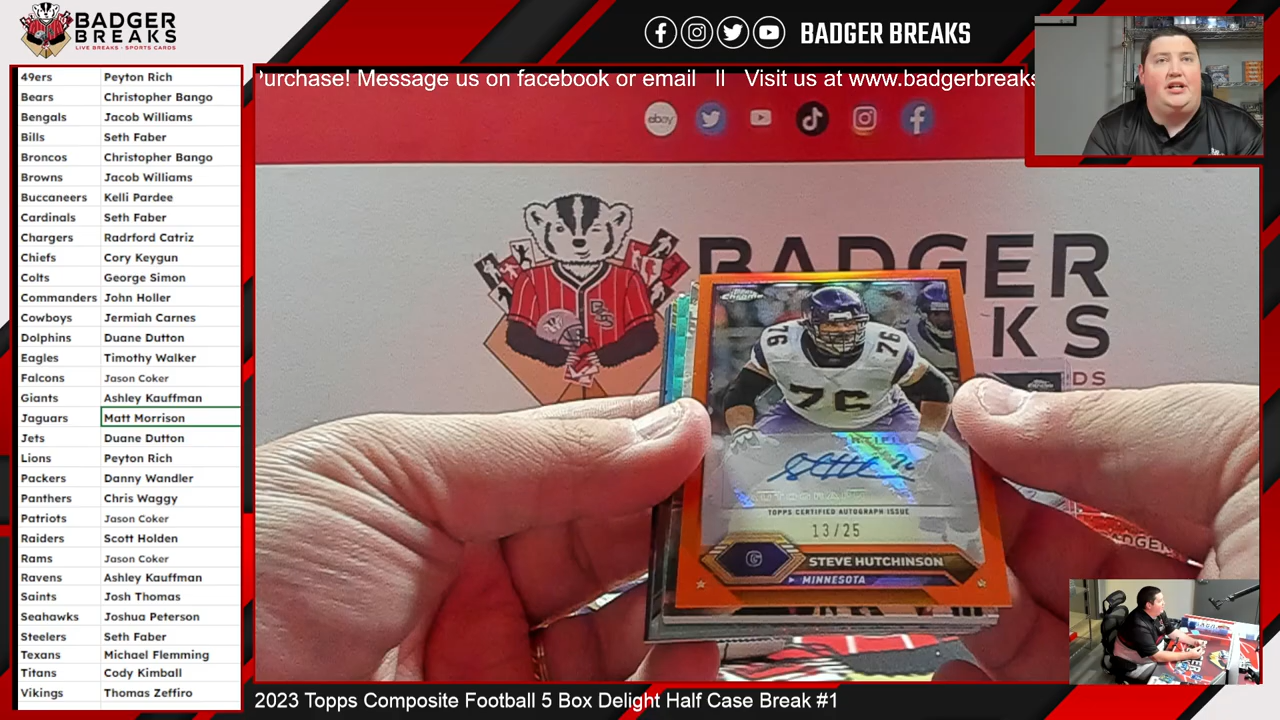 BADGER
BREAKS
LIVE BREAKS - SPORTS CARDS
BADGER BREAKS
Purchase! Message us on facebook or email || Visit us at www.badgerbreaks
49ers Peyton Rich
Bears Christopher Bango
Bengals Jacob Williams
Bills Seth Faber
Broncos Christopher Bango
Browns Jacob Williams
Buccaneers Kelli Pardee
Cardinals Seth Faber
Chargers Radrford Catriz
Chiefs Cory Keygun
Colts George Simon
Commanders John Holler
Cowboys Jermiah Carnes
Dolphins Duane Dutton
Eagles Timothy Walker
Falcons Jason Coker
Giants Ashley Kauffman
Jaguars Matt Morrison
Jets Duane Dutton
Lions Peyton Rich
Packers Danny Wandler
Panthers Chris Waggy
Patriots Jason Coker
Raiders Scott Holden
Rams Jason Coker
Ravens Ashley Kauffman
Saints Josh Thomas
Seahawks Joshua Peterson
Steelers Seth Faber
Texans Michael Flemming
Titans Cody Kimball
Vikings Thomas Zeffiro
ebay
BADGER
KS
DS
Chrome
76 76
76
TOPPS CERTIFIED AUTOGRAPH ISSUE
13/25
G
STEVE HUTCHINSON
MINNESOTA
2023 Topps Composite Football 5 Box Delight Half Case Break #1